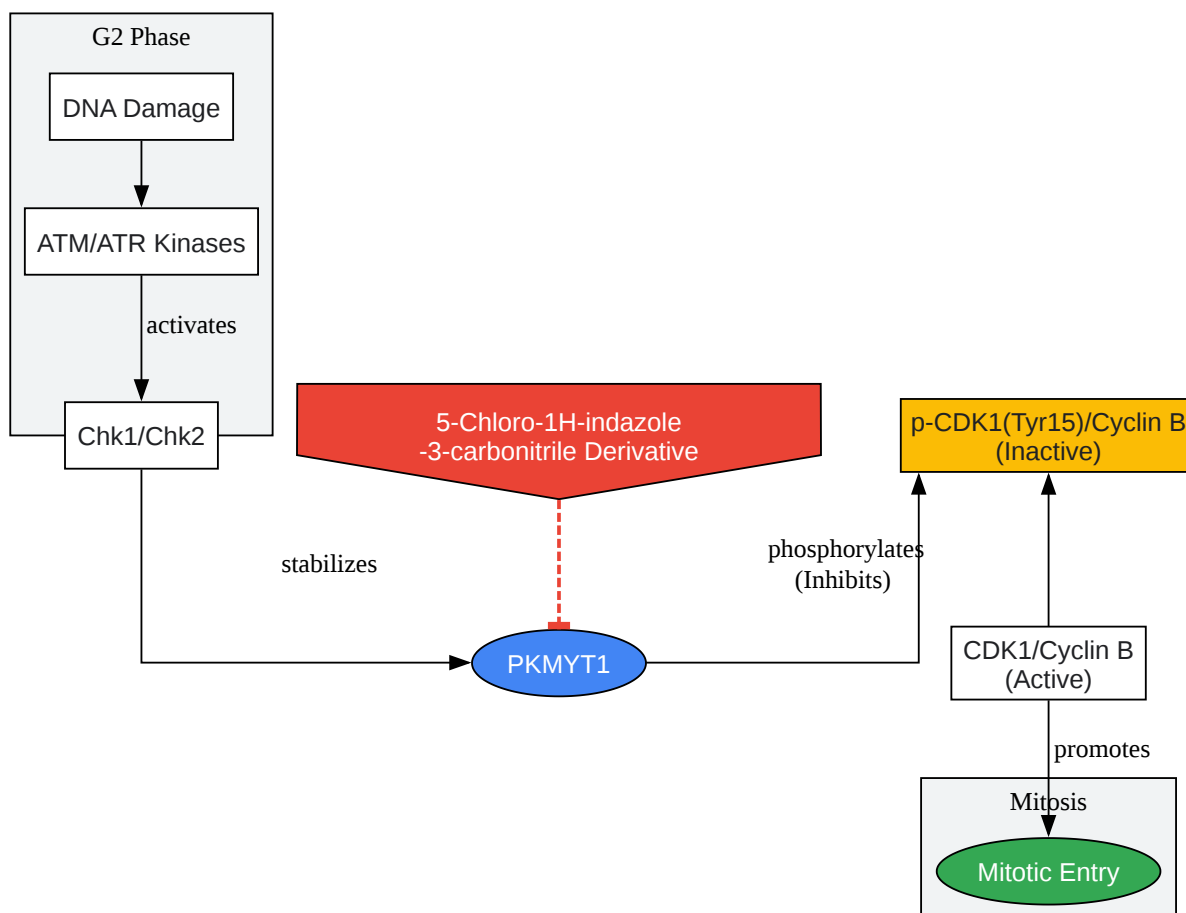 G2 Phase
DNA Damage
ATM/ATR Kinases
activates
Chk1/Chk2
5-Chloro-1H-indazole
-3-carbonitrile Derivative
p-CDK1(Tyr15)/Cyclin B
(Inactive)
stabilizes
phosphorylates
(Inhibits)
PKMYT1
CDK1/Cyclin B
(Active)
promotes
Mitosis
Mitotic Entry